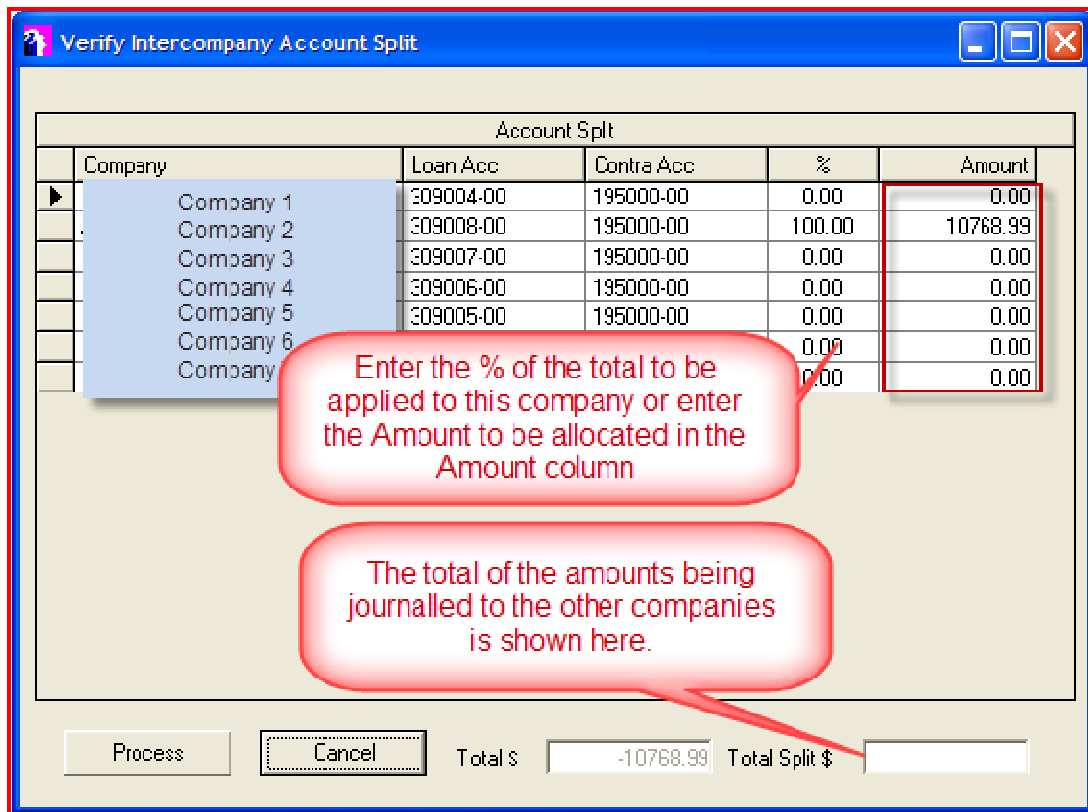 Verify Intercompany Account Split
Account Splt
Company Loan Acc Contra Acc % Amount
Company 1 309004-00 195000-00 0.00 0.00
Company 2 309008-00 195000-00 100.00 10768.99
Company 3 309007-00 195000-00 0.00 0.00
Company 4 309006-00 195000-00 0.00 0.00
Company 5 309005-00 195000-00 0.00 0.00
Company 6 0.00 0.00
Company 0.00 0.00
Enter the % of the total to be
applied to this company or enter
the Amount to be allocated in the
Amount column
The total of the amounts being
journalled to the other companies
is shown here.
Process Cancel Total $ -10768.99 Total Split $